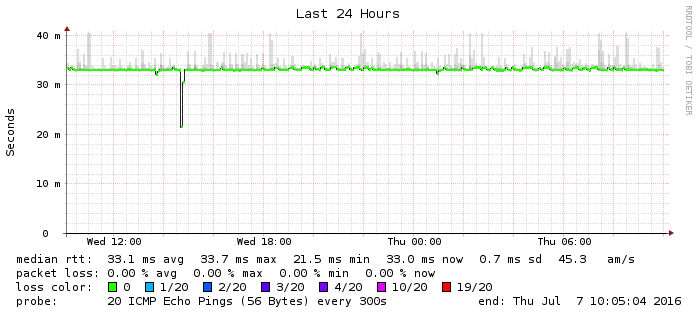 Last 24 Hours
RRDTOOL / TOBI OETIKER
Seconds
40 m
30 m
20 m
10 m
0
Wed 12:00 Wed 18:00 Thu 00:00 Thu 06:00
median rtt: 33.1 ms avg 33.7 ms max 21.5 ms min 33.0 ms now 0.7 ms sd 45.3 am/s
packet loss: 0.00 % avg 0.00 % max 0.00 % min 0.00 % now
loss color: 0 1/20 2/20 3/20 4/20 10/20 19/20
probe: 20 ICMP Echo Pings (56 Bytes) every 300s end: Thu Jul 7 10:05:04 2016